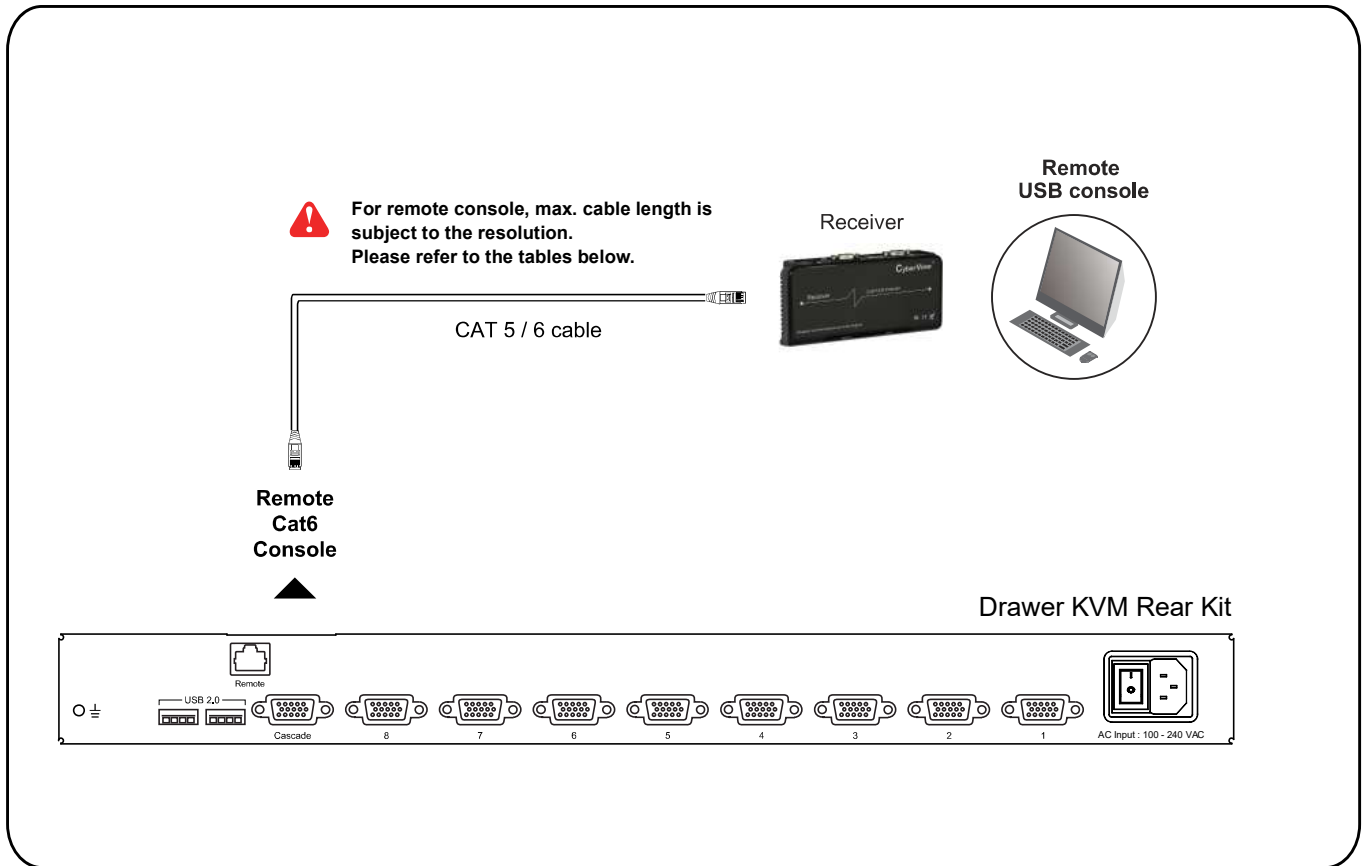 Remote
USB console
For remote console, max. cable length is
subject to the resolution.
Please refer to the tables below.
Receiver
CyberView
Receiver
CAT 5 / 6 cable
Remote
Cat6
Console
Drawer KVM Rear Kit
Remote
USB 2.0
Cascade
8
7
6
5
4
3
2
1
AC Input : 100 - 240 VAC